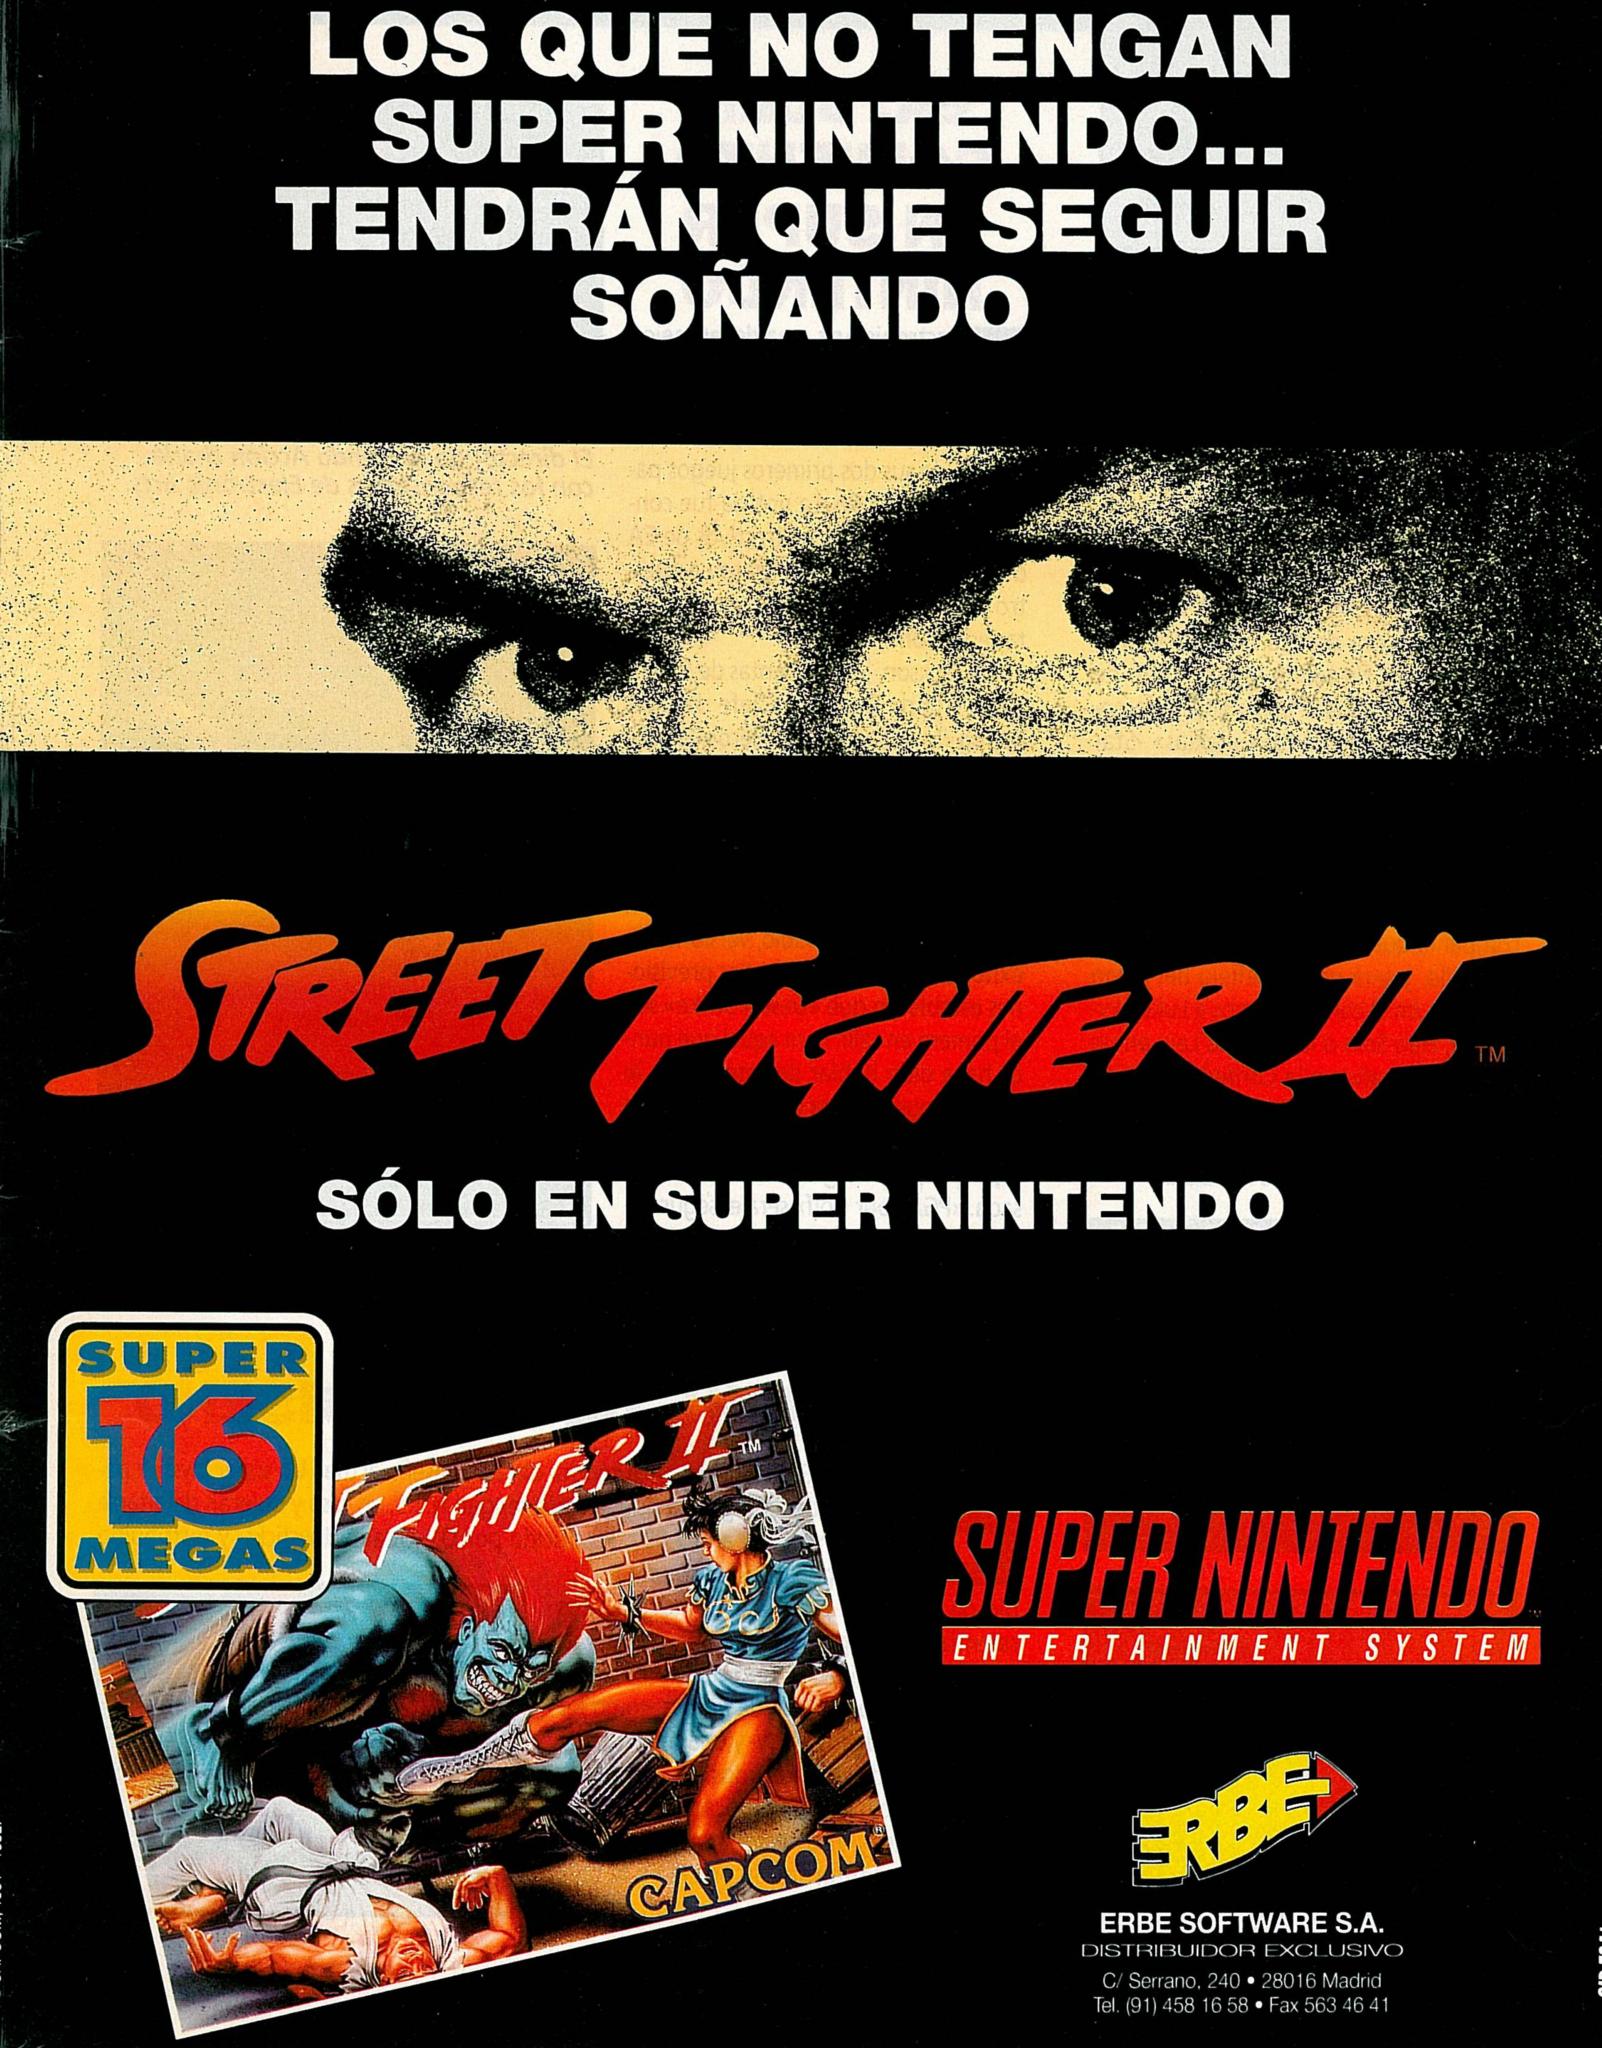 LOS QUE NO TENGAN
SUPER NINTENDO...
TENDRÁN QUE SEGUIR
SOÑANDO
STREET FIGHTER II TM
SÓLO EN SUPER NINTENDO
SUPER
16
MEGAS
FIGHTER II TM
CAPCOM®
SUPER NINTENDO
ENTERTAINMENT SYSTEM
ERBE
ERBE SOFTWARE S.A.
DISTRIBUIDOR EXCLUSIVO
C/ Serrano, 240 • 28016 Madrid
Tel. (91) 458 16 58 • Fax 563 46 41